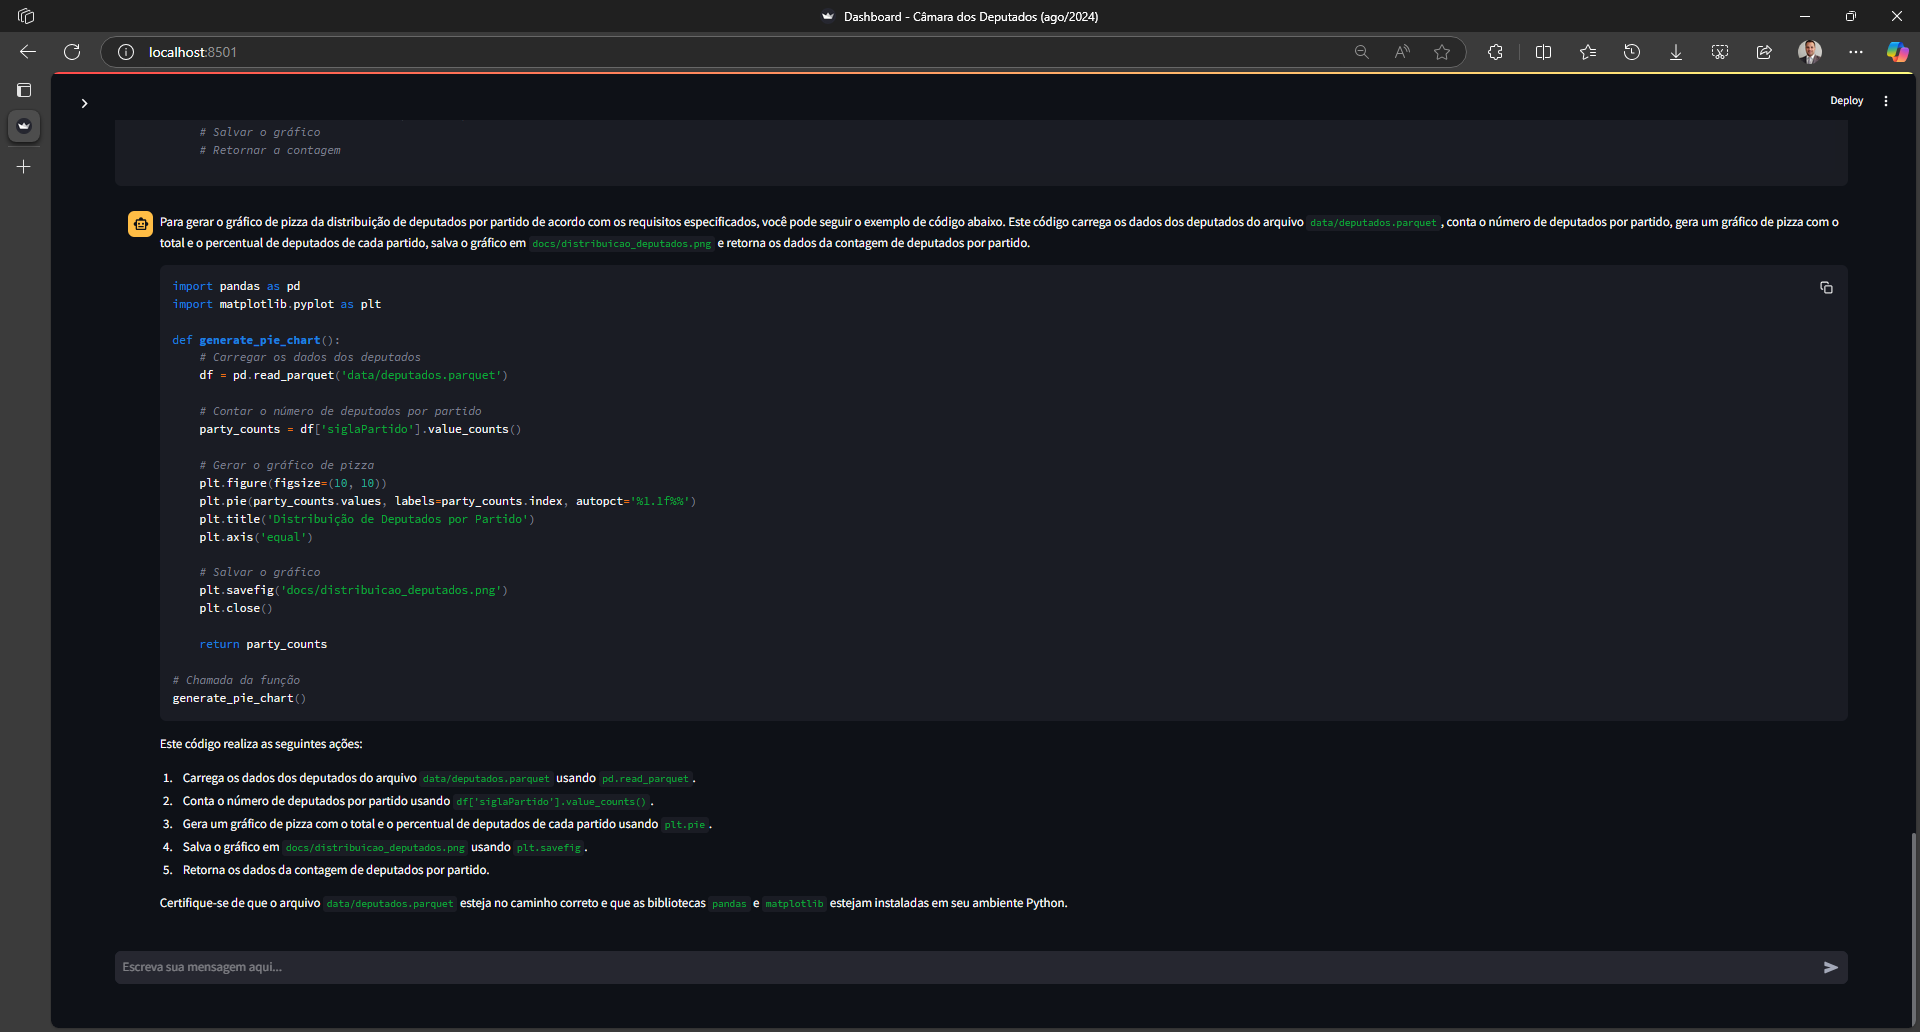 Dashboard - Câmara dos Deputados (ago/2024)
localhost:8501
Deploy
# Salvar o gráfico
# Retornar a contagem
Para gerar o gráfico de pizza da distribuição de deputados por partido de acordo com os requisitos especificados, você pode seguir o exemplo de código abaixo. Este código carrega os dados dos deputados do arquivo data/deputados.parquet , conta o número de deputados por partido, gera um gráfico de pizza com o
total e o percentual de deputados de cada partido, salva o gráfico em docs/distribuicao_deputados.png e retorna os dados da contagem de deputados por partido.
import pandas as pd
import matplotlib.pyplot as plt
def generate_pie_chart():
# Carregar os dados dos deputados
df = pd.read_parquet('data/deputados.parquet')
# Contar o número de deputados por partido
party_counts = df['siglaPartido'].value_counts()
# Gerar o gráfico de pizza
plt.figure(figsize=(10, 10))
plt.pie(party_counts.values, labels=party_counts.index, autopct='%1.1f%%')
plt.title('Distribuição de Deputados por Partido')
plt.axis('equal')
# Salvar o gráfico
plt.savefig('docs/distribuicao_deputados.png')
plt.close()
return party_counts
# Chamada da função
generate_pie_chart()
Este código realiza as seguintes ações:
1. Carrega os dados dos deputados do arquivo data/deputados.parquet usando pd.read_parquet .
2. Conta o número de deputados por partido usando df['siglaPartido'].value_counts() .
3. Gera um gráfico de pizza com o total e o percentual de deputados de cada partido usando plt.pie .
4. Salva o gráfico em docs/distribuicao_deputados.png usando plt.savefig .
5. Retorna os dados da contagem de deputados por partido.
Certifique-se de que o arquivo data/deputados.parquet esteja no caminho correto e que as bibliotecas pandas e matplotlib estejam instaladas em seu ambiente Python.
Escreva sua mensagem aqui...